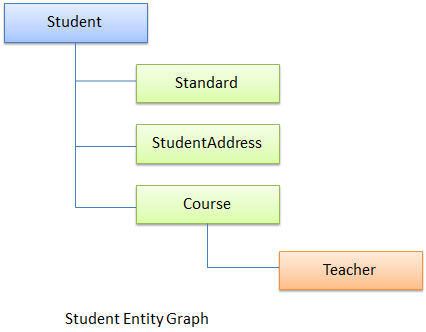 Student
Standard
StudentAddress
Course
Teacher
Student Entity Graph